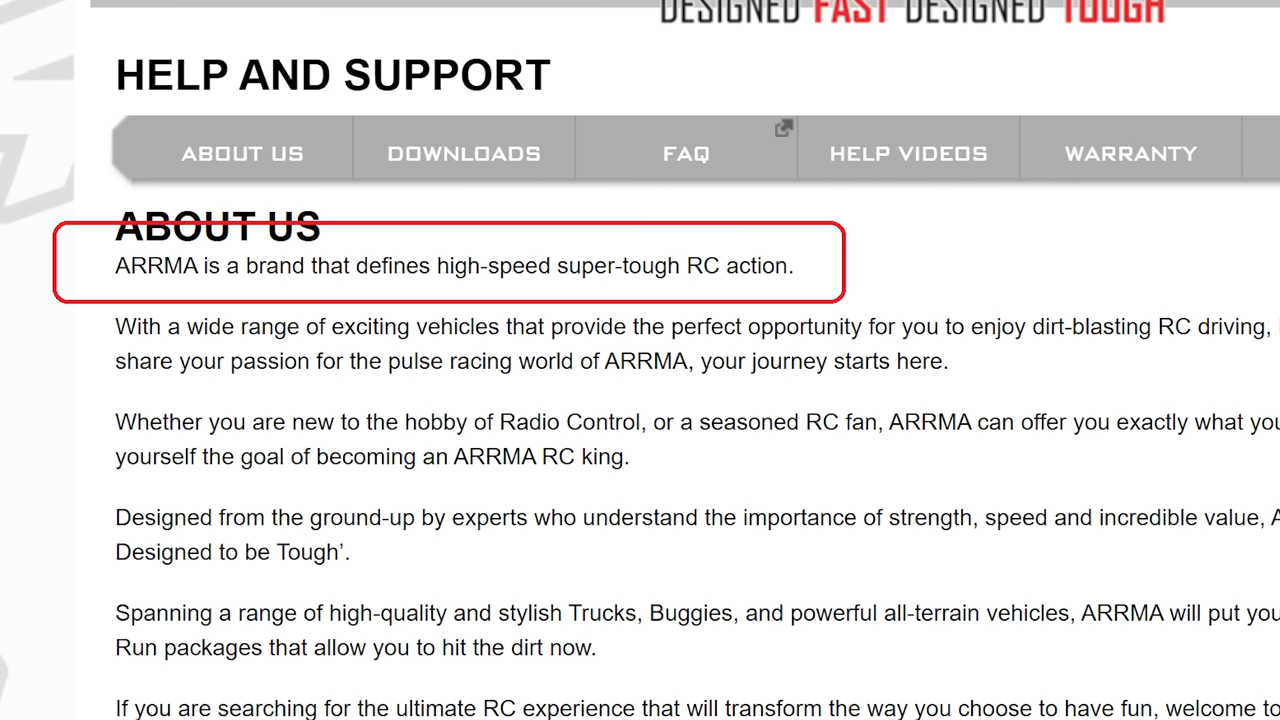 DESIGNED FAST DESIGNED TOUGH
HELP AND SUPPORT
ABOUT US DOWNLOADS FAQ HELP VIDEOS WARRANTY
ABOUT US
ARRMA is a brand that defines high-speed super-tough RC action.
With a wide range of exciting vehicles that provide the perfect opportunity for you to enjoy dirt-blasting RC driving,
share your passion for the pulse racing world of ARRMA, your journey starts here.
Whether you are new to the hobby of Radio Control, or a seasoned RC fan, ARRMA can offer you exactly what you
yourself the goal of becoming an ARRMA RC king.
Designed from the ground-up by experts who understand the importance of strength, speed and incredible value,
Designed to be Tough’.
Spanning a range of high-quality and stylish Trucks, Buggies, and powerful all-terrain vehicles, ARRMA will put you
Run packages that allow you to hit the dirt now.
If you are searching for the ultimate RC experience that will transform the way you choose to have fun, welcome to